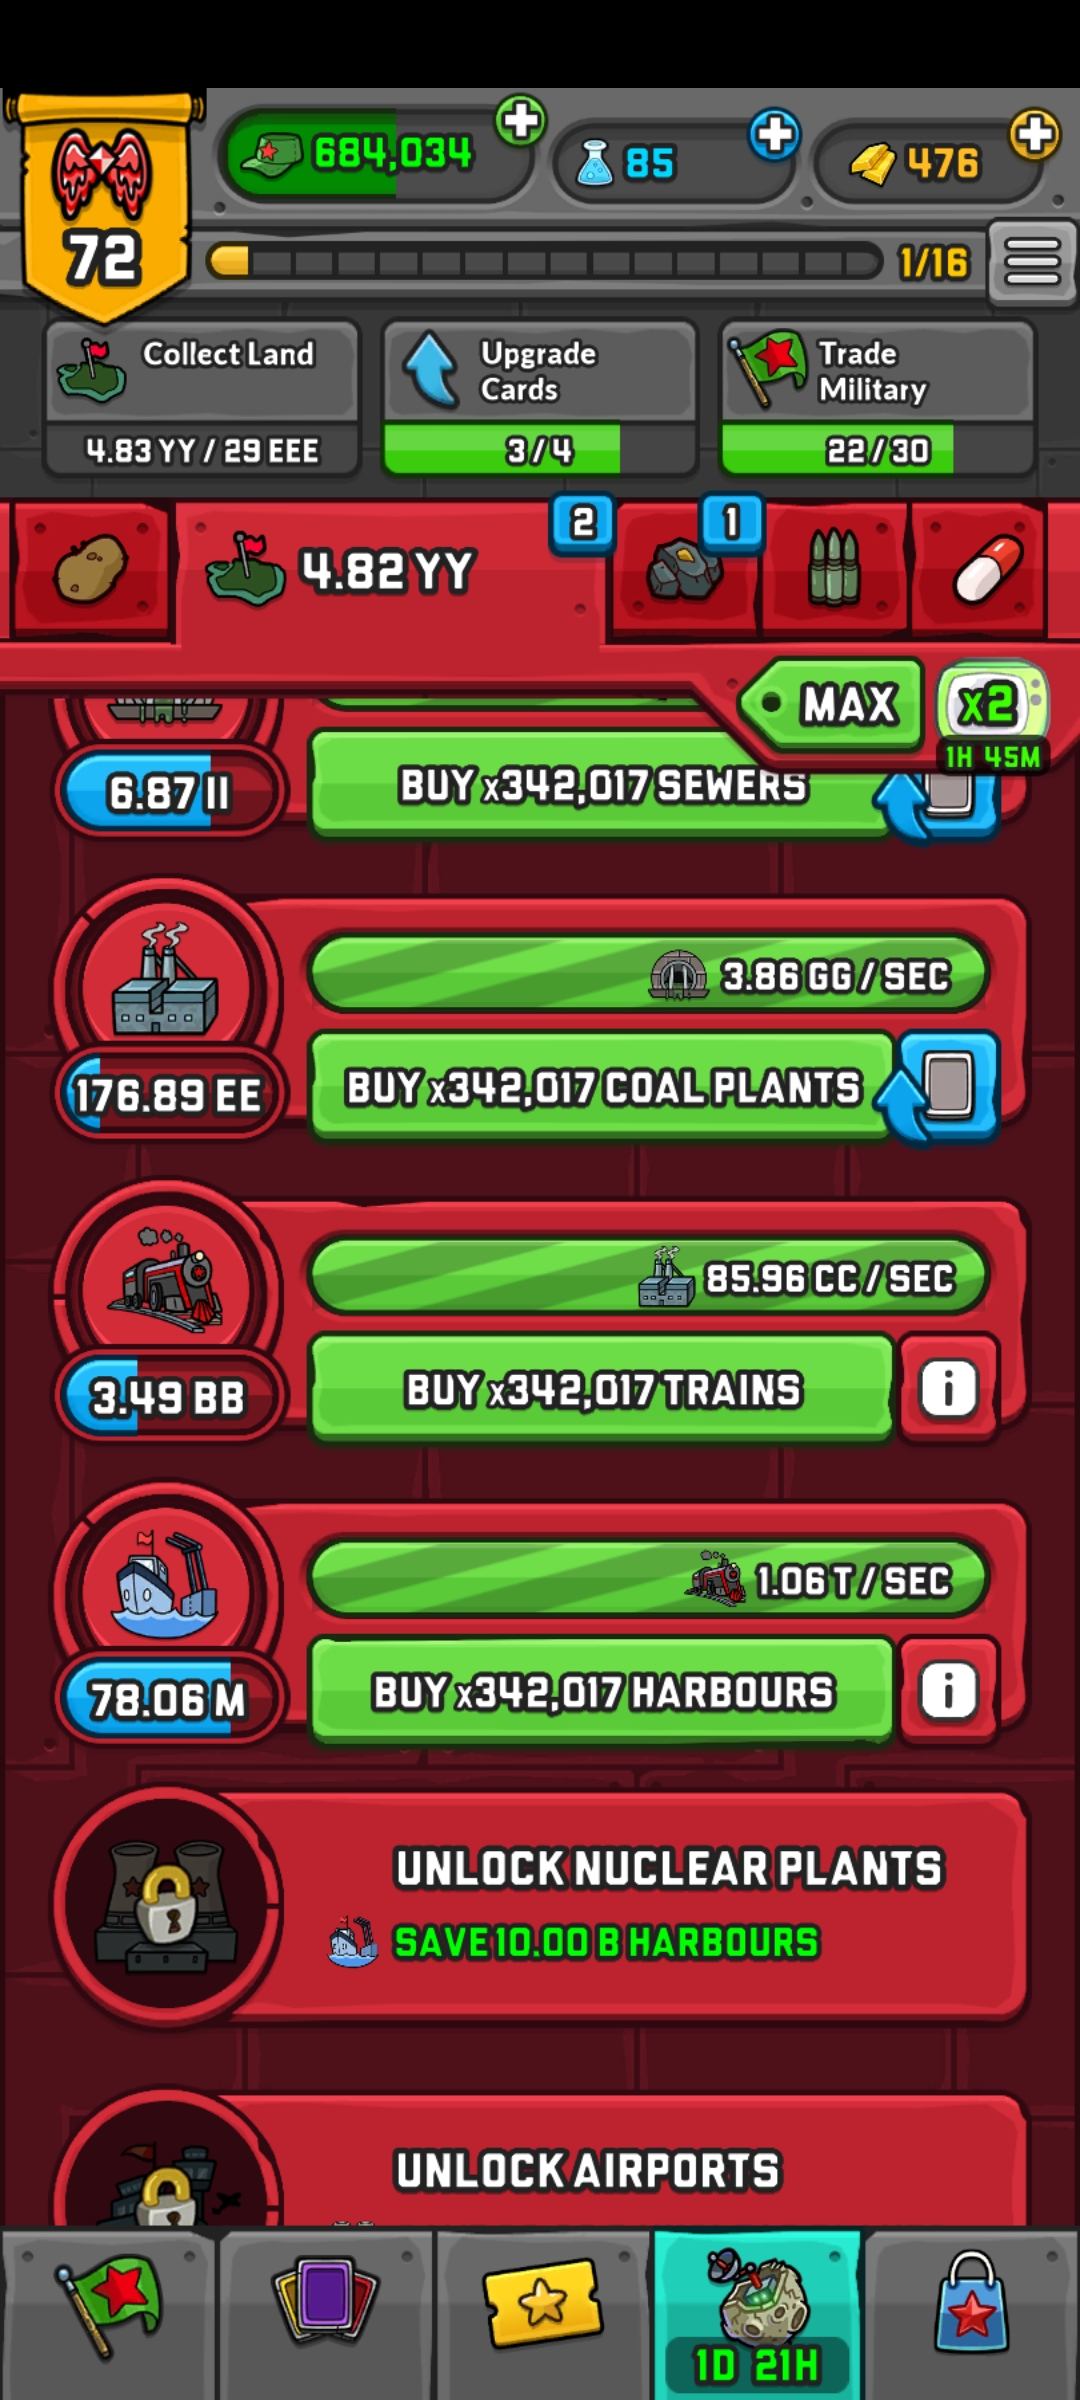 684,034
85
476
72
1/16
Collect Land
4.83 YY / 29 EEE
Upgrade
Cards
3/4
Trade
Military
22/30
4.82 YY
2
1
MAX
x2
1H 45M
6.87 II
BUY x342,017 SEWERS
3.86 GG / SEC
176.89 EE
BUY x342,017 COAL PLANTS
85.96 CC / SEC
3.49 BB
BUY x342,017 TRAINS
i
1.06 T / SEC
78.06 M
BUY x342,017 HARBOURS
i
UNLOCK NUCLEAR PLANTS
SAVE 10.00 B HARBOURS
UNLOCK AIRPORTS
1D 21H